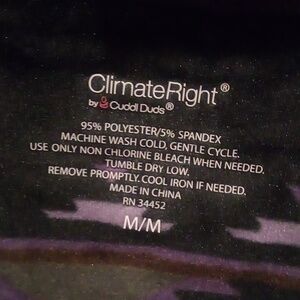 ClimateRight®
by Cuddl Duds®
95% POLYESTER/5% SPANDEX
MACHINE WASH COLD, GENTLE CYCLE.
USE ONLY NON CHLORINE BLEACH WHEN NEEDED.
TUMBLE DRY LOW.
REMOVE PROMPTLY. COOL IRON IF NEEDED.
MADE IN CHINA
RN 34452
M/M